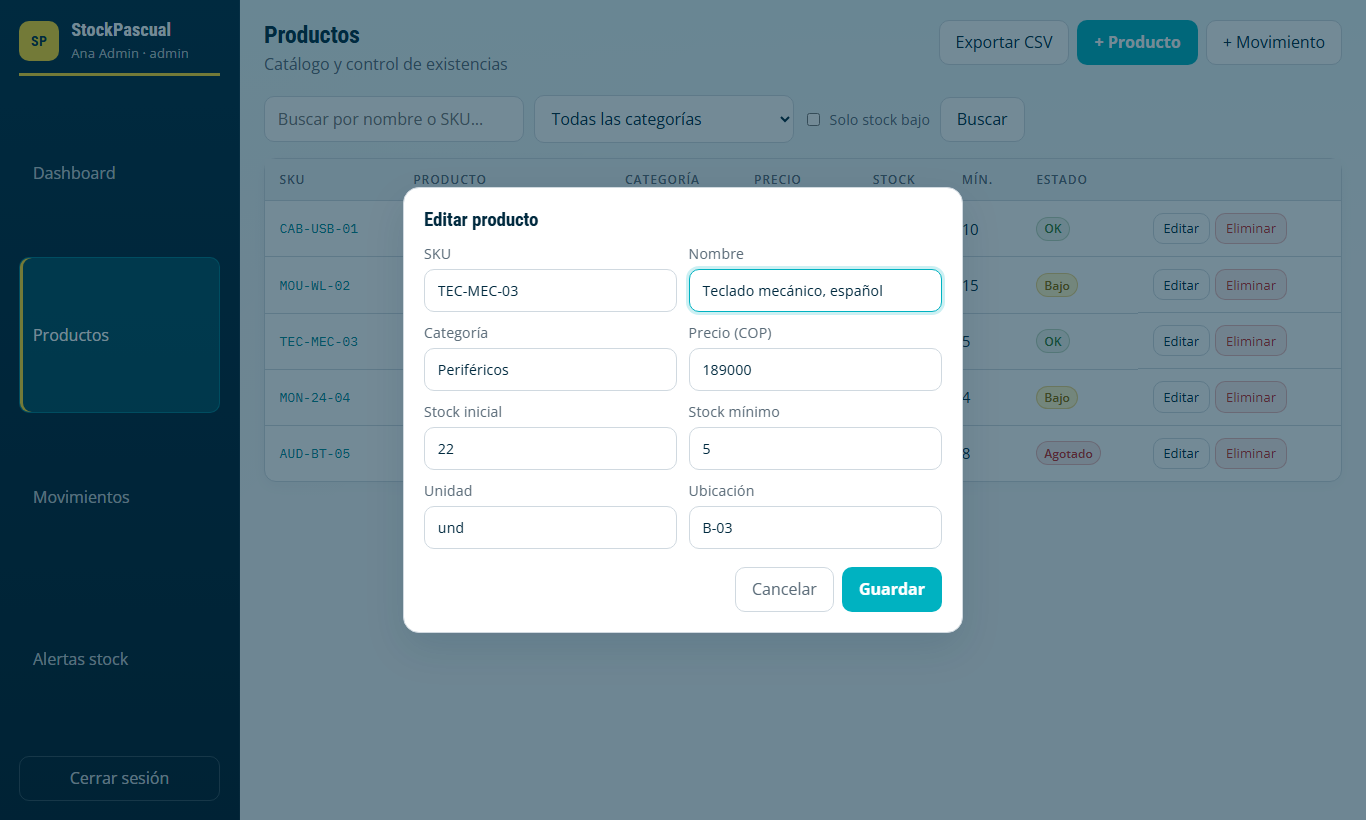 SP
StockPascual
Ana Admin · admin
Dashboard
Productos
Movimientos
Alertas stock
Cerrar sesión
Productos
Catálogo y control de existencias
Exportar CSV
+ Producto
+ Movimiento
Buscar por nombre o SKU...
Todas las categorías
Solo stock bajo
Buscar
SKU PRODUCTO CATEGORÍA PRECIO STOCK MÍN. ESTADO
CAB-USB-01 10 OK Editar Eliminar
MOU-WL-02 15 Bajo Editar Eliminar
TEC-MEC-03 5 OK Editar Eliminar
MON-24-04 4 Bajo Editar Eliminar
AUD-BT-05 8 Agotado Editar Eliminar
Editar producto
SKU Nombre
TEC-MEC-03 Teclado mecánico, español
Categoría Precio (COP)
Periféricos 189000
Stock inicial Stock mínimo
22 5
Unidad Ubicación
und B-03
Cancelar Guardar